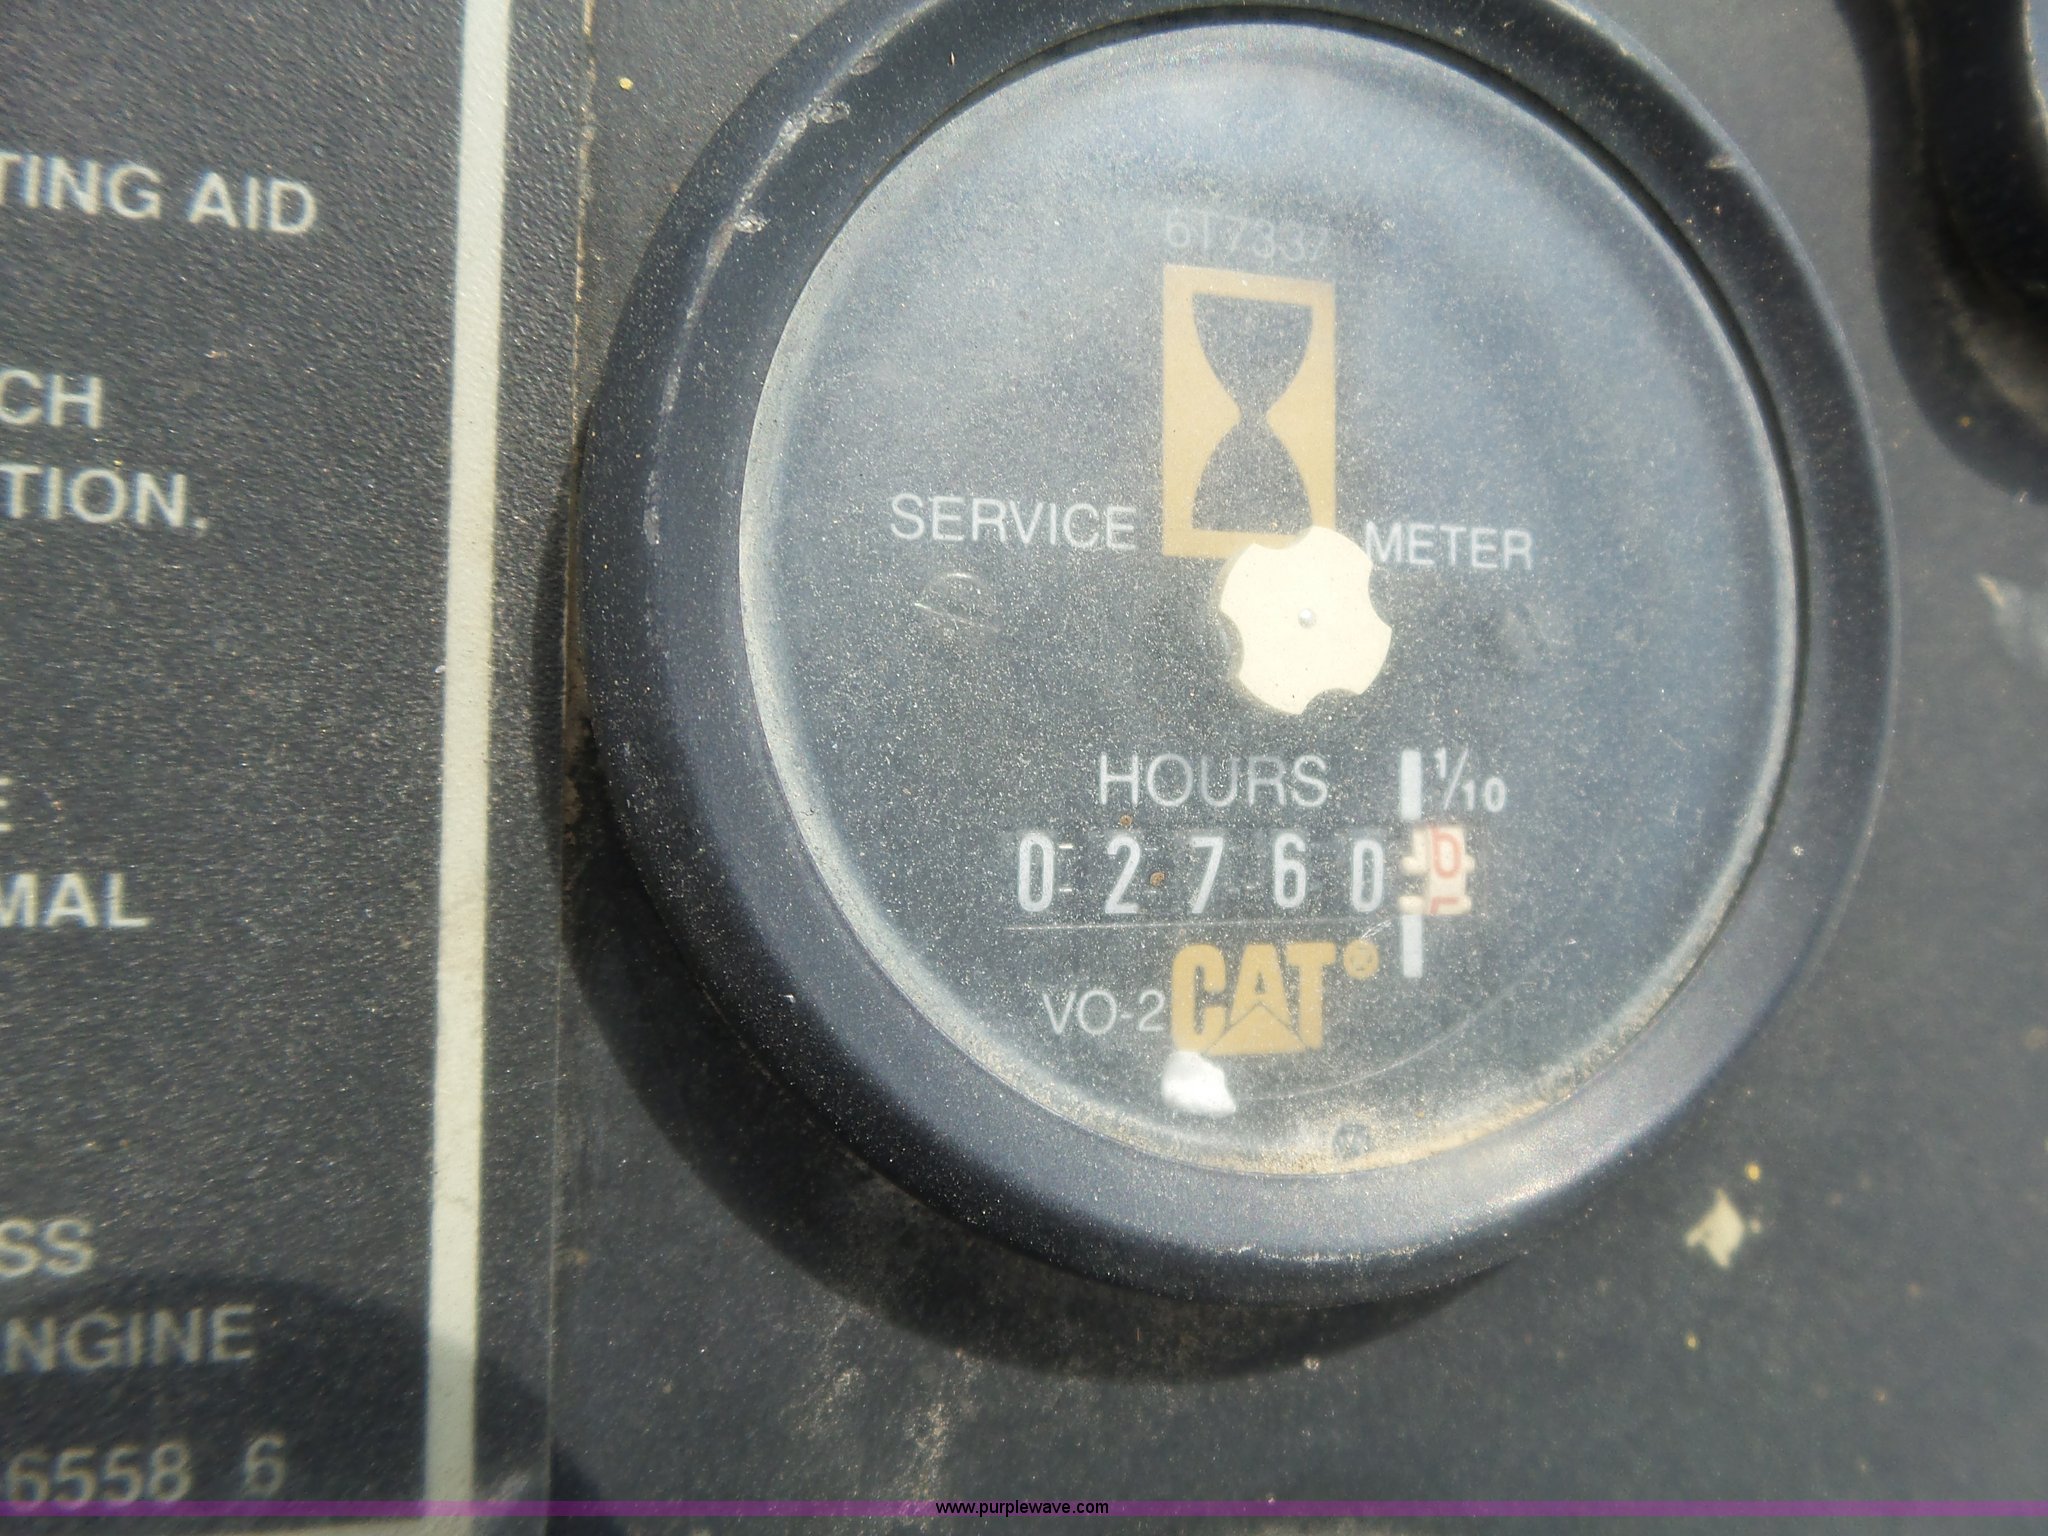 TING AID
CH
TION.
E
MAL
SS
NGINE
6558 6
6T7337
SERVICE METER
HOURS 1/10
0 2 7 6 0
CAT®
VO-2
www.purplewave.com